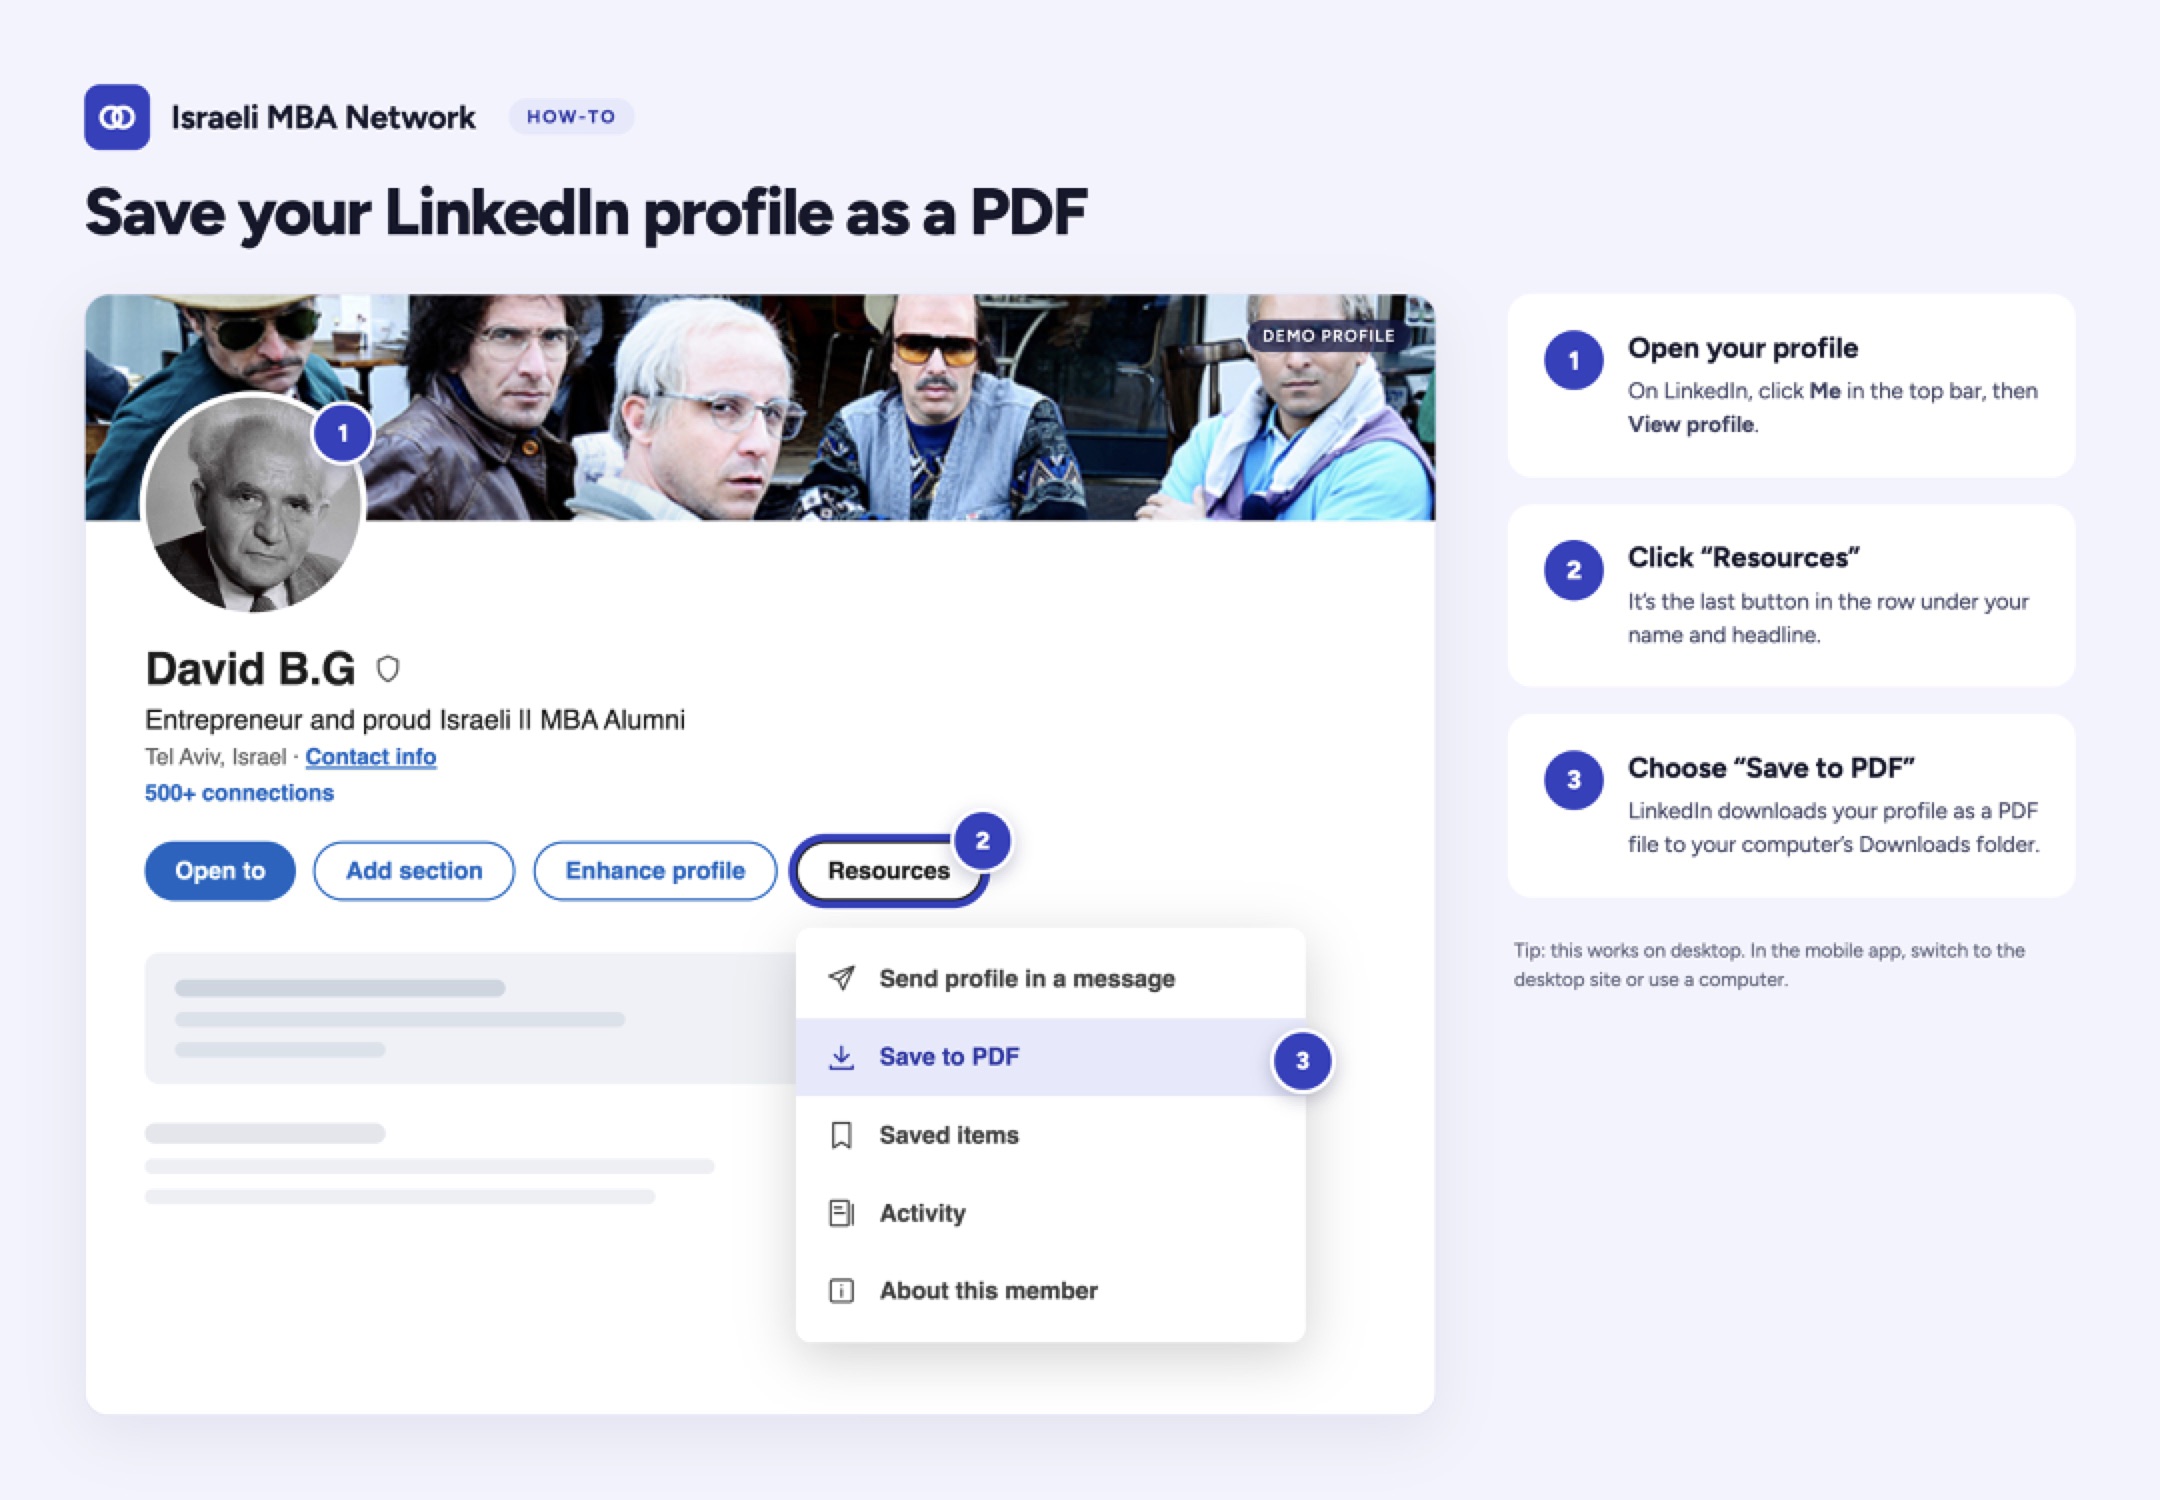 Israeli MBA Network
HOW-TO
Save your LinkedIn profile as a PDF
DEMO PROFILE
1
David B.G
Entrepreneur and proud Israeli || MBA Alumni
Tel Aviv, Israel · Contact info
500+ connections
Open to
Add section
Enhance profile
Resources
2
Send profile in a message
Save to PDF
3
Saved items
Activity
About this member
1
Open your profile
On LinkedIn, click Me in the top bar, then
View profile.
2
Click “Resources”
It’s the last button in the row under your
name and headline.
3
Choose “Save to PDF”
LinkedIn downloads your profile as a PDF
file to your computer’s Downloads folder.
Tip: this works on desktop. In the mobile app, switch to the
desktop site or use a computer.